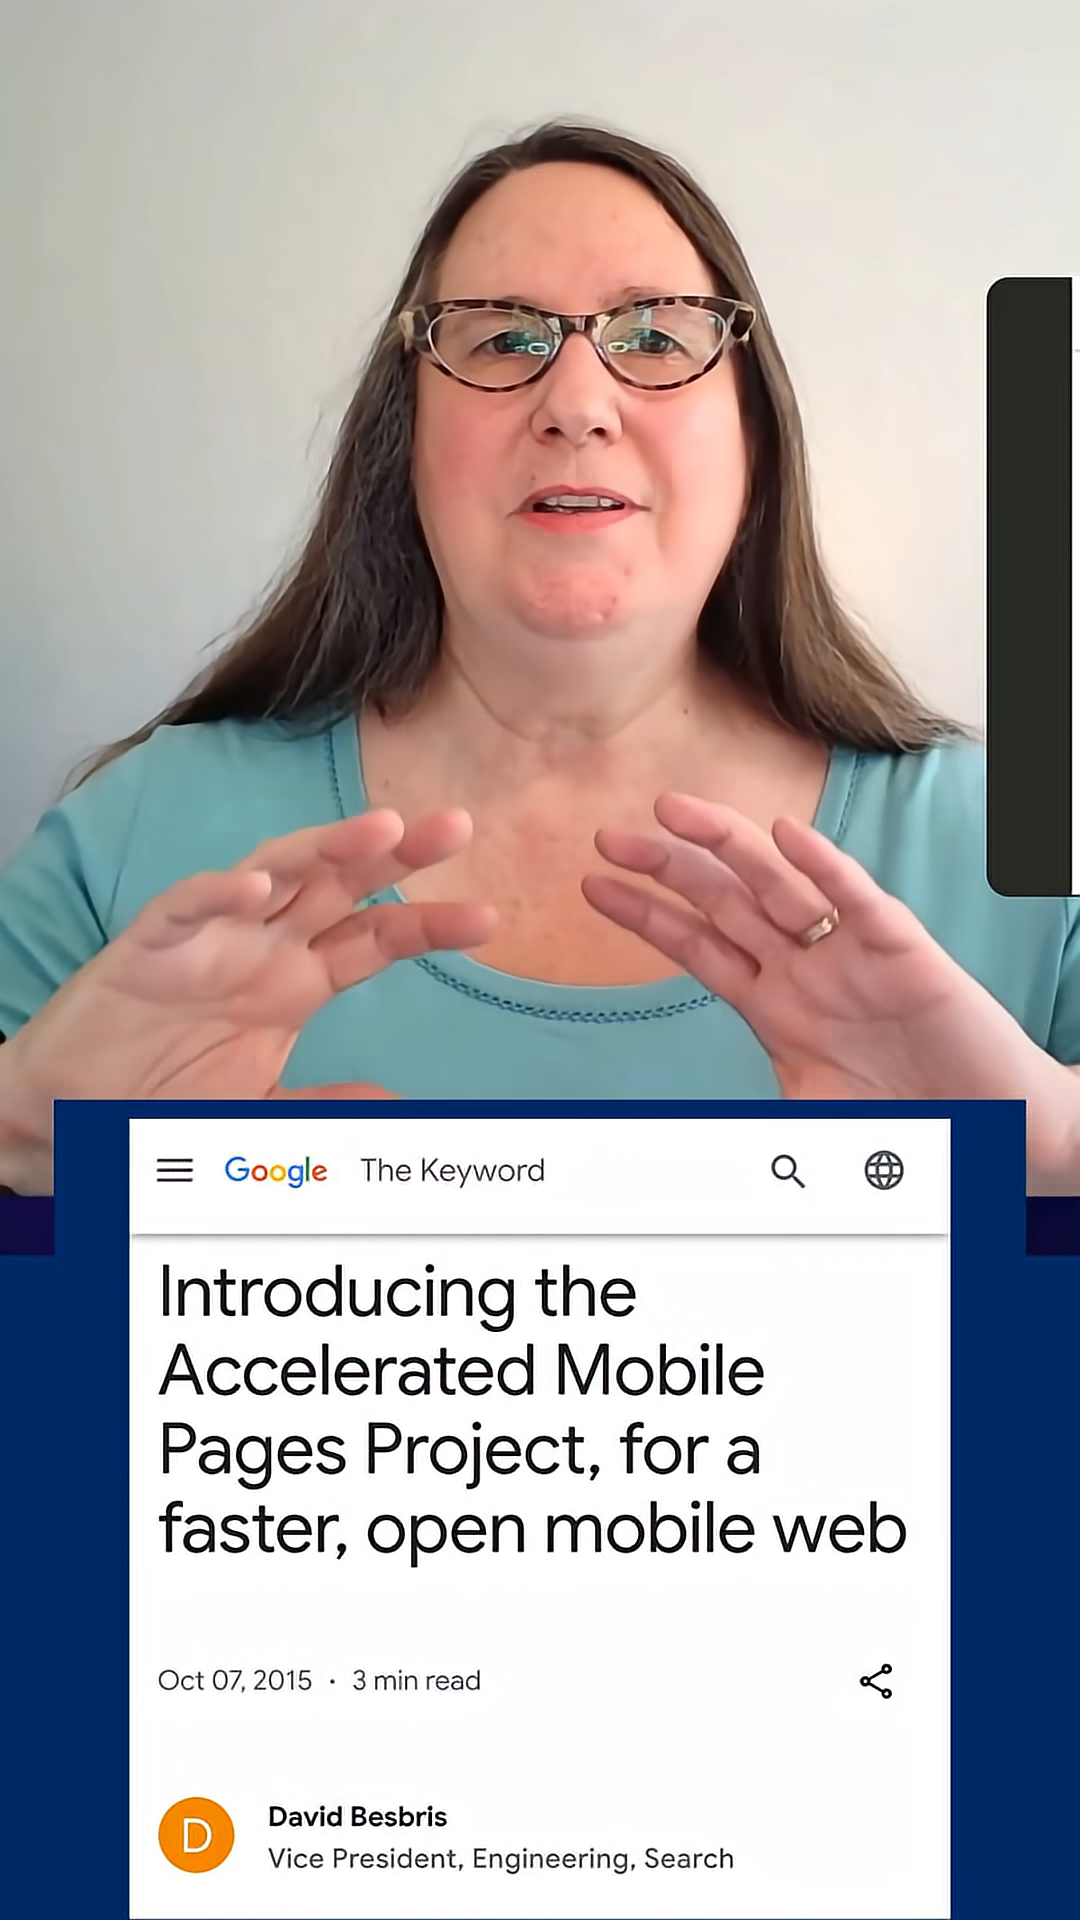 Google The Keyword
Introducing the
Accelerated Mobile
Pages Project, for a
faster, open mobile web
Oct 07, 2015 · 3 min read
D
David Besbris
Vice President, Engineering, Search